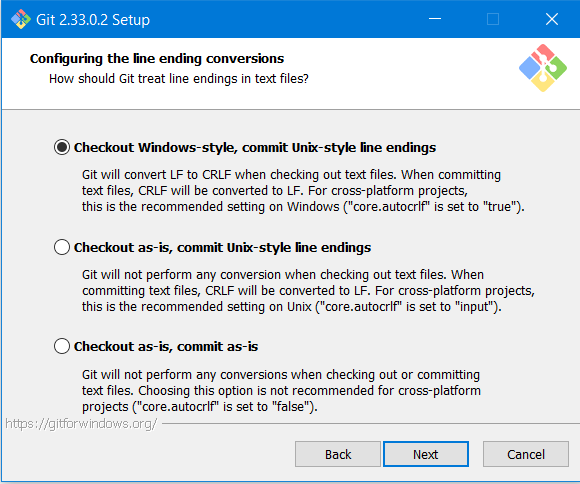 Git 2.33.0.2 Setup
Configuring the line ending conversions
How should Git treat line endings in text files?
Checkout Windows-style, commit Unix-style line endings
Git will convert LF to CRLF when checking out text files. When committing
text files, CRLF will be converted to LF. For cross-platform projects,
this is the recommended setting on Windows ("core.autocrlf" is set to "true").
Checkout as-is, commit Unix-style line endings
Git will not perform any conversion when checking out text files. When
committing text files, CRLF will be converted to LF. For cross-platform projects,
this is the recommended setting on Unix ("core.autocrlf" is set to "input").
Checkout as-is, commit as-is
Git will not perform any conversions when checking out or committing
text files. Choosing this option is not recommended for cross-platform
projects ("core.autocrlf" is set to "false").
https://gitforwindows.org/
Back Next Cancel